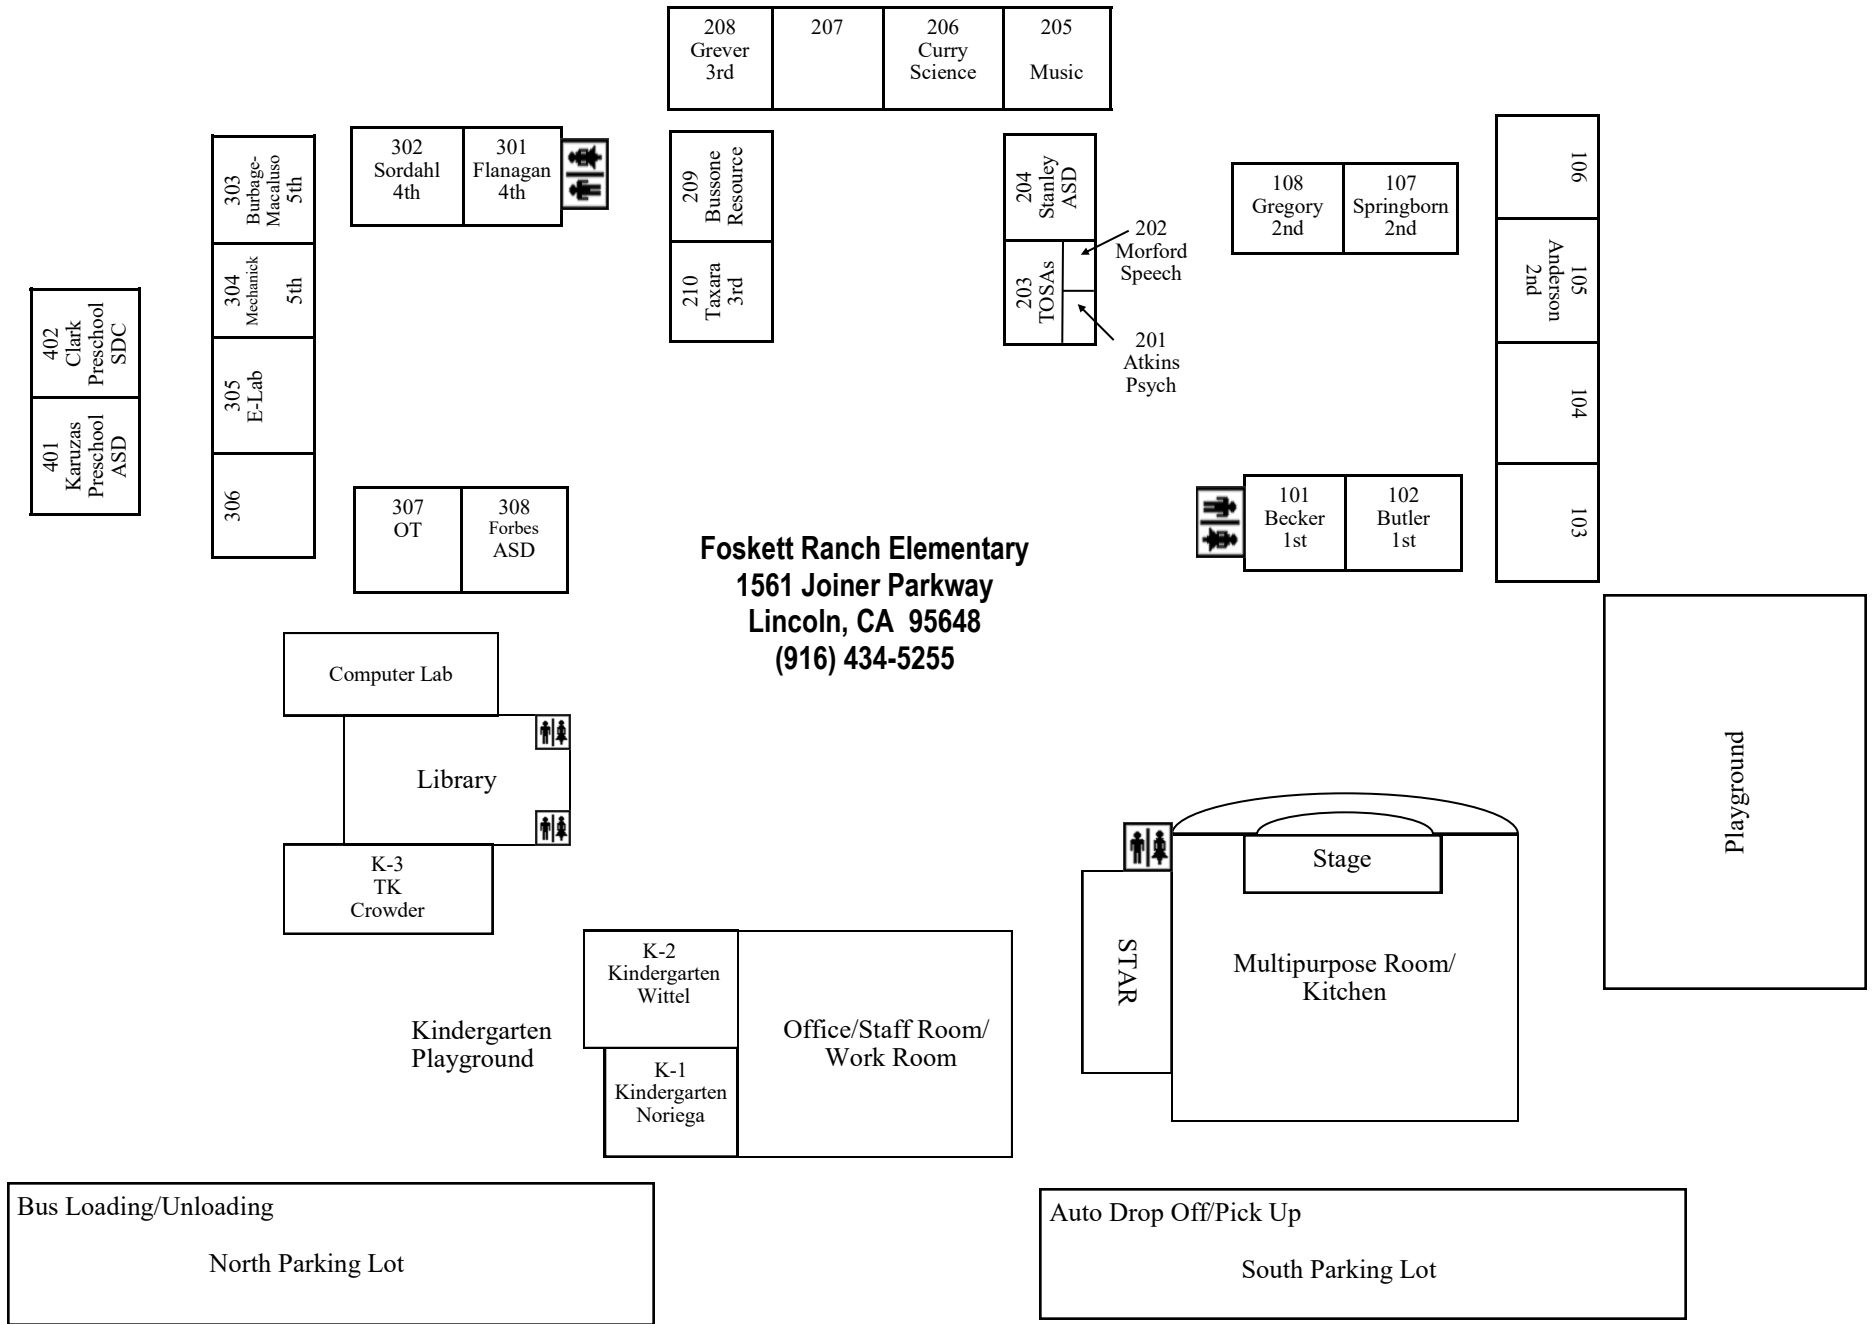 208
Grever
3rd
207
206
Curry
Science
205
Music
303
Burbage-
Macaluso
5th
304
Mechanick
5th
305
E-Lab
306
302
Sordahl
4th
301
Flanagan
4th
209
Bussone
Resource
210
Taxara
3rd
204
Stanley
ASD
203
TOSAs
202
Morford
Speech
201
Atkins
Psych
108
Gregory
2nd
107
Springborn
2nd
106
105
Anderson
2nd
104
103
402
Clark
Preschool
SDC
401
Karuzas
Preschool
ASD
307
OT
308
Forbes
ASD
101
Becker
1st
102
Butler
1st
Foskett Ranch Elementary
1561 Joiner Parkway
Lincoln, CA 95648
(916) 434-5255
Computer Lab
Library
K-3
TK
Crowder
Playground
Stage
STAR
Multipurpose Room/
Kitchen
K-2
Kindergarten
Wittel
Kindergarten
Playground
K-1
Kindergarten
Noriega
Office/Staff Room/
Work Room
Bus Loading/Unloading
North Parking Lot
Auto Drop Off/Pick Up
South Parking Lot